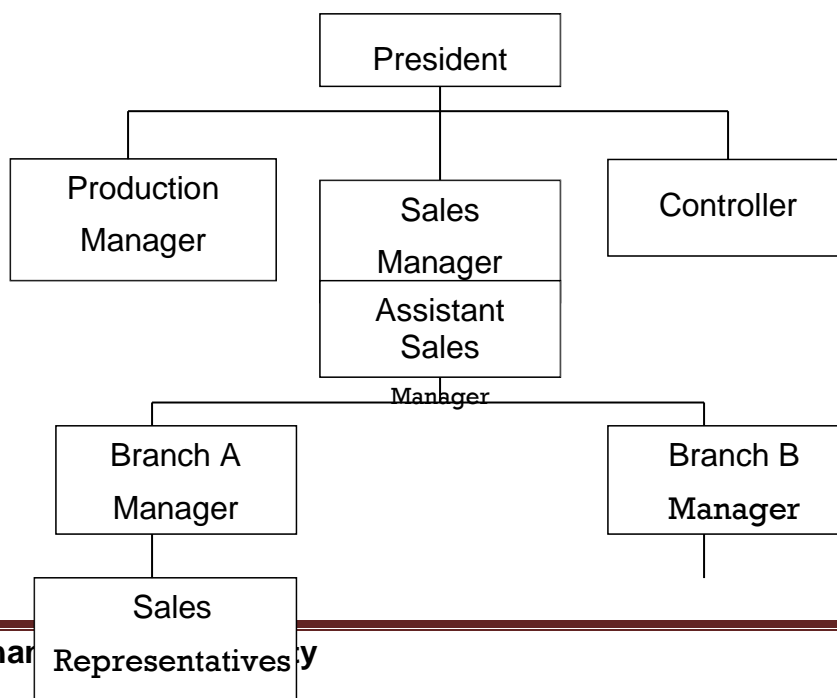 President
Production
Manager
Sales
Manager
Controller
Assistant
Sales
Manager
Branch A
Manager
Branch B
Manager
Sales
Representatives